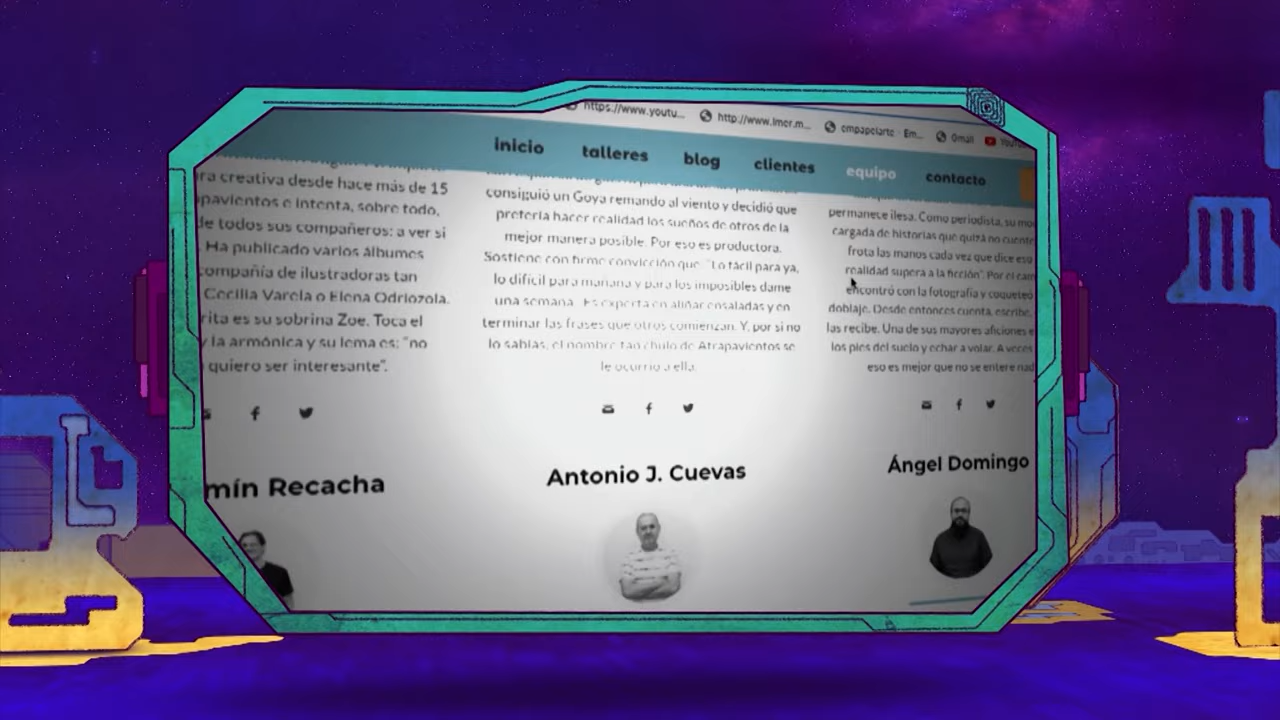 https://www.youtu...
http://www.lmer.m...
empapelarte - Em...
Gmail
inicio
talleres
blog
clientes
equipo
contacto
ra creativa desde hace más de 15
pavientos e intenta, sobre todo,
de todos sus compañeros: a ver si
. Ha publicado varios álbumes
compañía de ilustradoras tan
Cecilia Varela o Elena Odriozola.
rita es su sobrina Zoe. Toca el
y la armónica y su lema es: "no
quiero ser interesante".
consiguió un Goya remando al viento y decidió que
prefería hacer realidad los sueños de otros de la
mejor manera posible. Por eso es productora.
Sostiene con firme convicción que: "Lo fácil para ya,
lo difícil para mañana y para los imposibles dame
una semana". Es experta en aliñar ensaladas y en
terminar las frases que otros comienzan. Y, por si no
lo sabías, el nombre tan chulo de Atrapavientos se
le ocurrió a ella.
permanece ilesa. Como periodista, su mo
cargada de historias que quizá no cuente
frota las manos cada vez que dice eso
realidad supera a la ficción". Por el cam
encontró con la fotografía y coqueteó
doblaje. Desde entonces cuenta, escribe,
las recibe. Una de sus mayores aficiones e
los pies del suelo y echar a volar. A veces
eso es mejor que no se entere nad
mín Recacha
Antonio J. Cuevas
Ángel Domingo